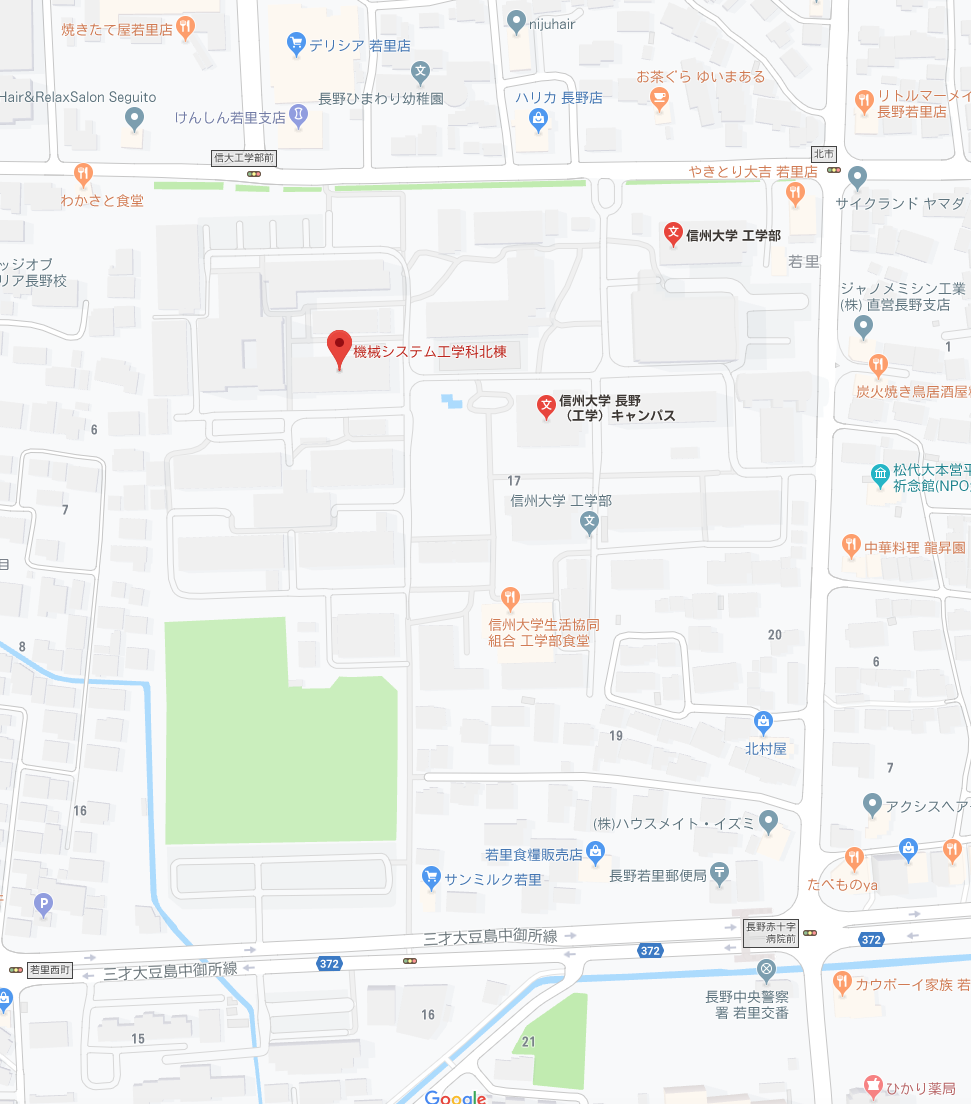 焼きたて屋若里店
デリシア 若里店
nijuhair
長野ひまわり幼稚園
お茶ぐら ゆいまある
Hair&RelaxSalon Seguito
けんしん若里支店
ハリカ 長野店
リトルマーメイ
長野若里店
信大工学部前
北市
わかさと食堂
やきとり大吉 若里店
サイクランド ヤマダ
信州大学 工学部
若里
ッジオブ
リア長野校
ジャノメミシン工業
(株) 直営長野支店
機械システム工学科北棟
1
炭火焼き鳥居酒屋
信州大学 長野
（工学）キャンパス
6
松代大本営平
祈念館(NPO
17
信州大学 工学部
7
中華料理 龍昇園
目
信州大学生活協同
組合 工学部食堂
20
8
6
19
北村屋
7
16
アクシスヘアー
(株)ハウスメイト・イズミ
若里食糧販売店
サンミルク若里
長野若里郵便局
たべものya
P
三才大豆島中御所線
長野赤十字
病院前
372
372
372
若里西町
三才大豆島中御所線
長野中央警察
署 若里交番
カウボーイ家族 若
16
15
21
ひかり薬局
Google